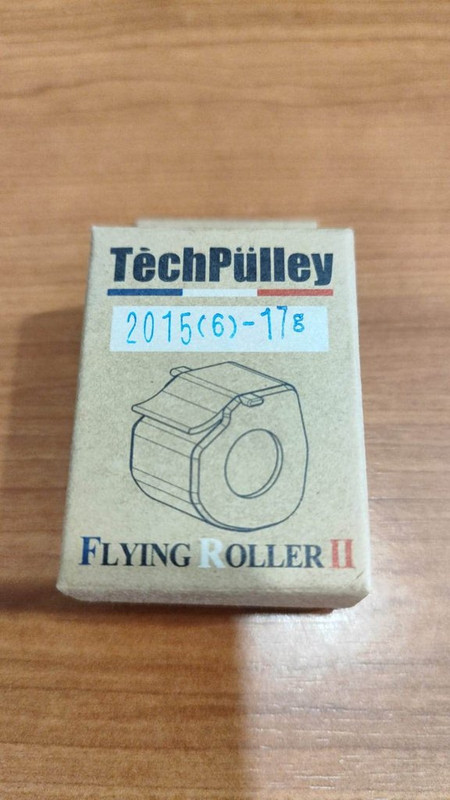 TèchPülley
2015(6)-17g
FLYING ROLLER II